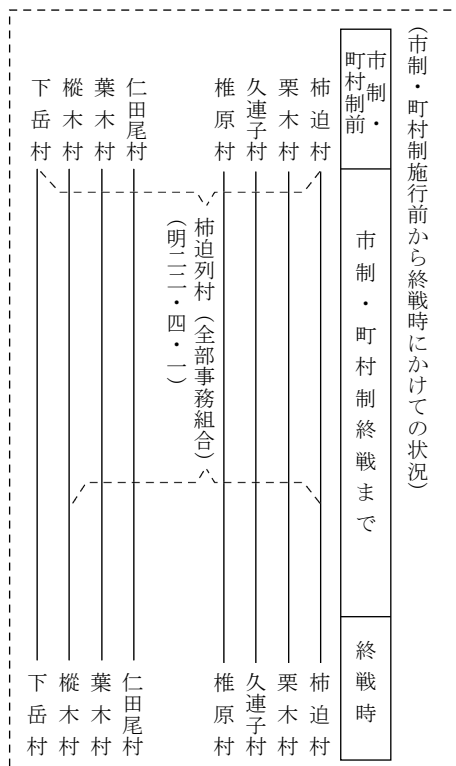 (市制・町村制施行前から終戦時にかけての状況)
市制・
町村制前
市制・町村制終戦まで
終戦時
柿迫村
柿迫村
栗木村
栗木村
久連子村
久連子村
椎原村
椎原村
柿迫列村(全部事務組合)
(明二二・四・一)
仁田尾村
仁田尾村
葉木村
葉木村
樅木村
樅木村
下岳村
下岳村